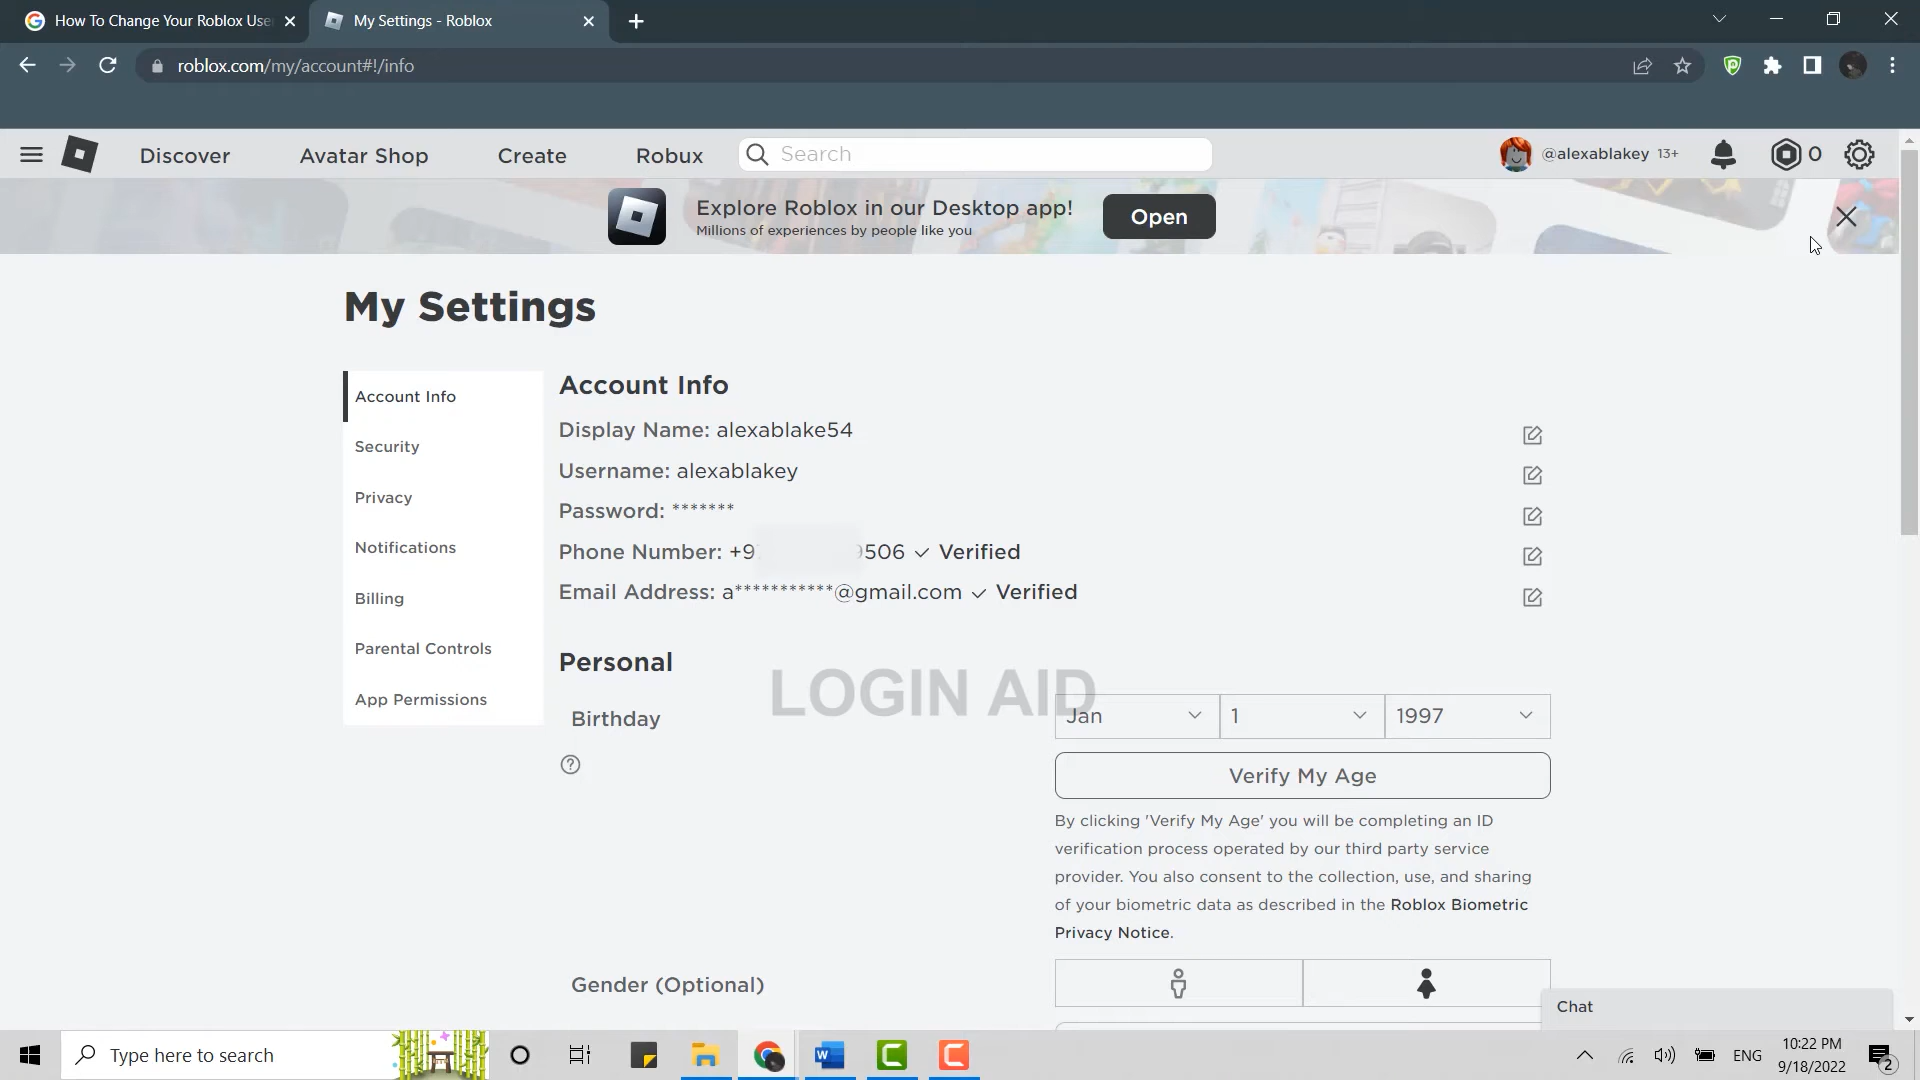 How To Change Your Roblox Use
My Settings - Roblox
roblox.com/my/account#!/info
Discover
Avatar Shop
Create
Robux
Search
@alexablakey 13+
0
Explore Roblox in our Desktop app!
Millions of experiences by people like you
Open
My Settings
Account Info
Security
Privacy
Notifications
Billing
Parental Controls
App Permissions
Account Info
Display Name: alexablake54
Username: alexablakey
Password: *******
Phone Number: +97 9506 Verified
Email Address: a***********@gmail.com Verified
Personal
LOGIN AID
Birthday
Jan
1
1997
Verify My Age
By clicking 'Verify My Age' you will be completing an ID
verification process operated by our third party service
provider. You also consent to the collection, use, and sharing
of your biometric data as described in the Roblox Biometric
Privacy Notice.
Gender (Optional)
Chat
Type here to search
ENG
10:22 PM
9/18/2022
2